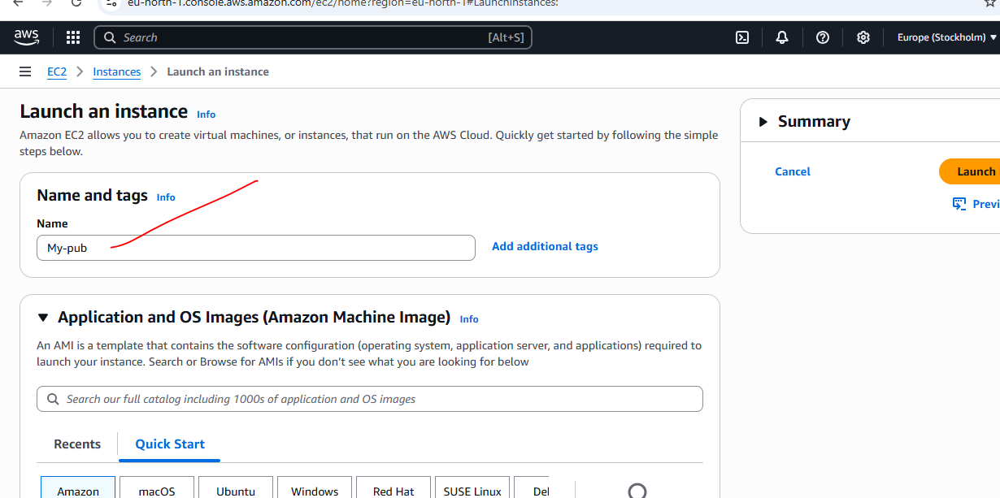 eu-north-1.console.aws.amazon.com/ec2/home?region=eu-north-1#LaunchInstances:
aws
Search
[Alt+S]
Europe (Stockholm)
EC2
Instances
Launch an instance
Launch an instance
Info
Amazon EC2 allows you to create virtual machines, or instances, that run on the AWS Cloud. Quickly get started by following the simple
steps below.
Name and tags
Info
Name
My-pub
Add additional tags
Application and OS Images (Amazon Machine Image)
Info
An AMI is a template that contains the software configuration (operating system, application server, and applications) required to
launch your instance. Search or Browse for AMIs if you don’t see what you are looking for below
Search our full catalog including 1000s of application and OS images
Recents
Quick Start
Amazon
macOS
Ubuntu
Windows
Red Hat
SUSE Linux
Summary
Cancel
Launch